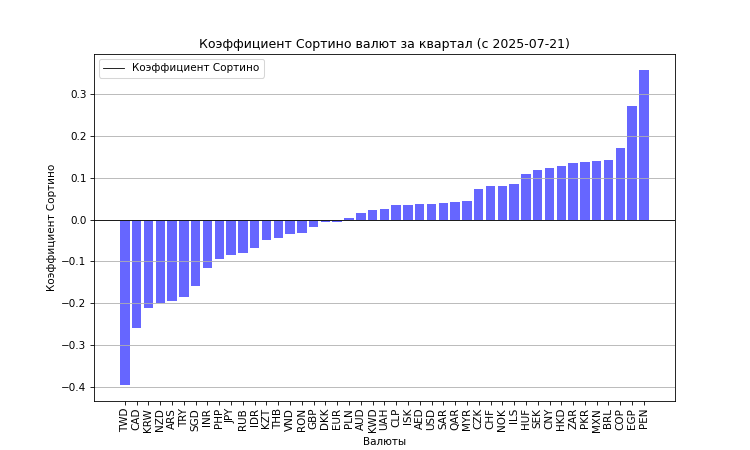 Коэффициент Сортино валют за квартал (с 2025-07-21)
Коэффициент Сортино
Коэффициент Сортино
0.3
0.2
0.1
0.0
−0.1
−0.2
−0.3
−0.4
TWD CAD KRW NZD ARS TRY SGD INR PHP JPY RUB IDR KZT THB VND RON GBP DKK EUR PLN AUD KWD UAH CLP ISK AED USD SAR QAR MYR CZK CHF NOK ILS HUF SEK CNY HKD ZAR PKR MXN BRL COP EGP PEN
Валюты